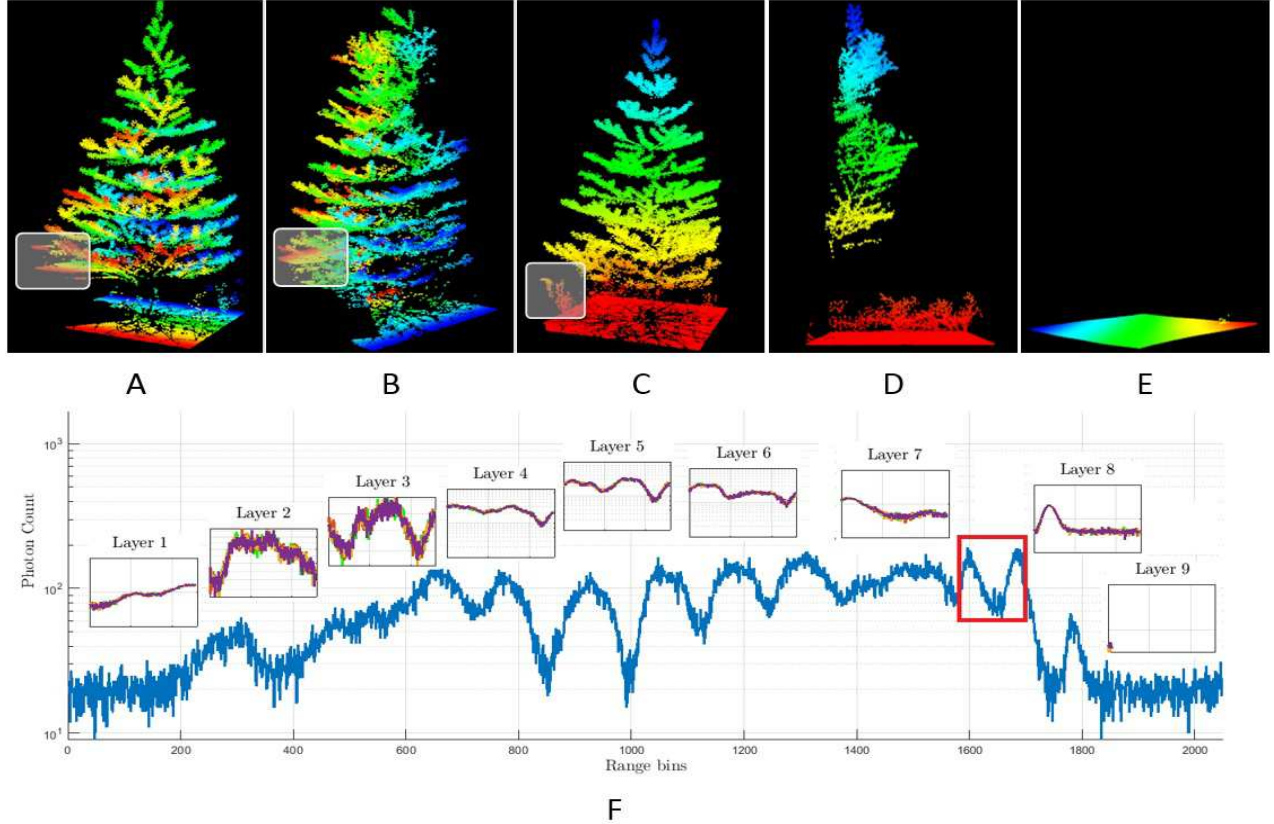 A B C D E
10³
10²
10¹
Photon Count
Layer 1
Layer 2
Layer 3
Layer 4
Layer 5
Layer 6
Layer 7
Layer 8
Layer 9
0 200 400 600 800 1000 1200 1400 1600 1800 2000
Range bins
F